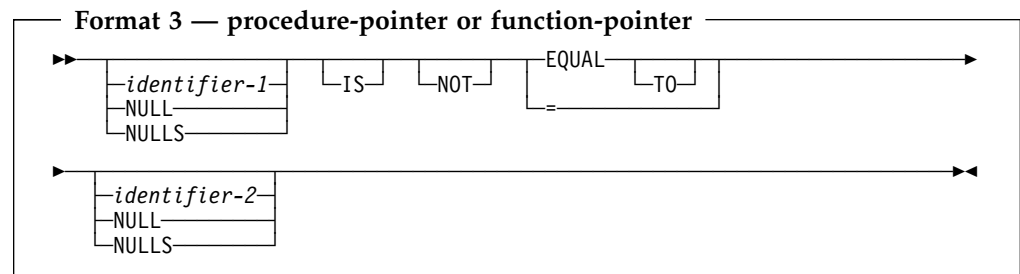 Format 3 — procedure-pointer or function-pointer
EQUAL
identifier-1 IS NOT TO
NULL =
NULLS
identifier-2
NULL
NULLS